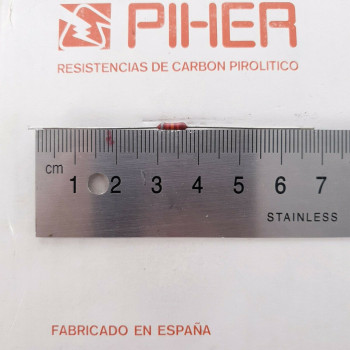 PIHER
RESISTENCIAS DE CARBON PIROLITICO
cm 1 2 3 4 5 6 7
STAINLESS
FABRICADO EN ESPAÑA